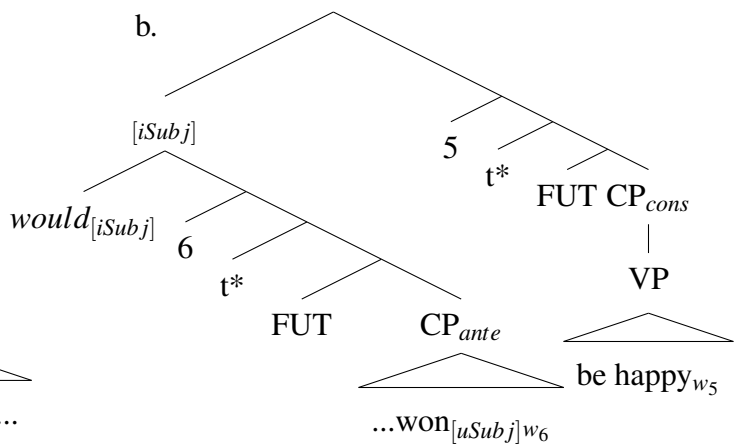 b.
[iSubj]
5
t*
would[iSubj]
6
FUT CPcons
t*
VP
FUT CPante
be happyw5
...
...won[uSubj]w6